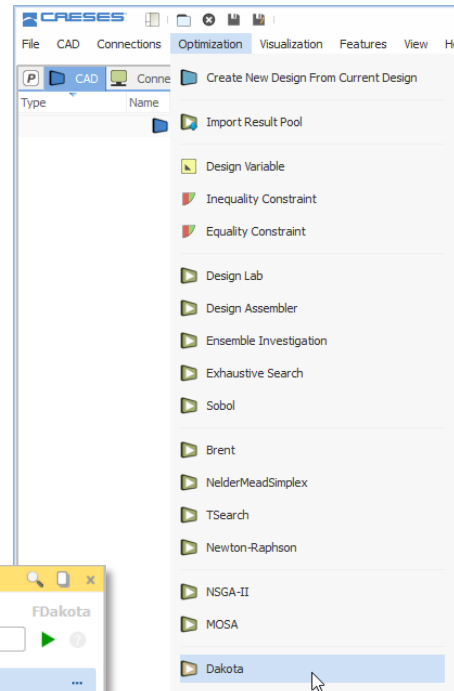 CAESES
File CAD Connections Optimization Visualization Features View
P CAD Conne
Type Name
Create New Design From Current Design
Import Result Pool
Design Variable
Inequality Constraint
Equality Constraint
Design Lab
Design Assembler
Ensemble Investigation
Exhaustive Search
Sobol
Brent
NelderMeadSimplex
TSearch
Newton-Raphson
NSGA-II
MOSA
Dakota
FDakota